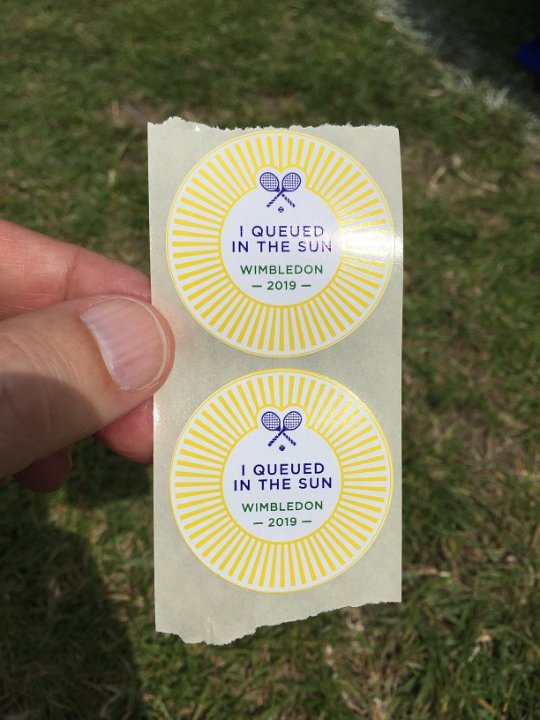 I QUEUED
IN THE SUN
WIMBLEDON
— 2019 —
I QUEUED
IN THE SUN
WIMBLEDON
— 2019 —